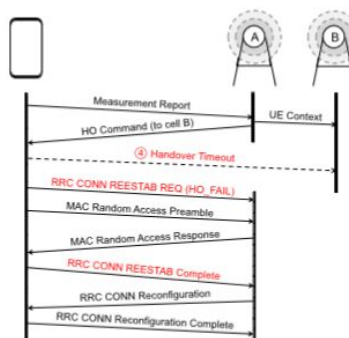 A
B
Measurement Report
UE Context
HO Command (to cell B)
④ Handover Timeout
RRC CONN REESTAB REQ (HO_FAIL)
MAC Random Access Preamble
MAC Random Access Response
RRC CONN REESTAB Complete
RRC CONN Reconfiguration
RRC CONN Reconfiguration Complete